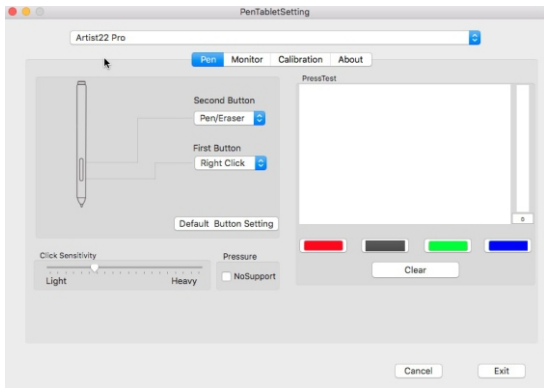 PenTabletSetting
Artist22 Pro
Pen Monitor Calibration About
Second Button
Pen/Eraser
First Button
Right Click
Default Button Setting
Click Sensitivity
Light Heavy
Pressure
NoSupport
PressTest
0
Clear
Cancel Exit